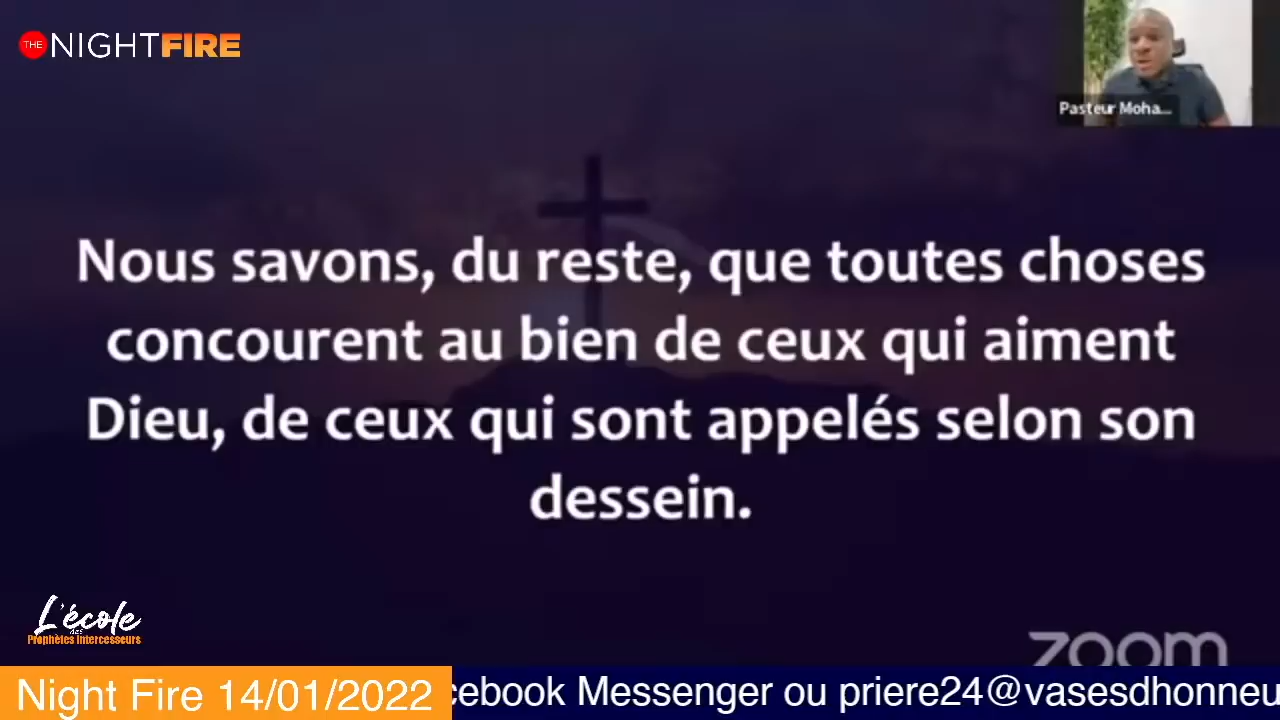 THE NIGHTFIRE
Pasteur Moha...
Nous savons, du reste, que toutes choses
concourent au bien de ceux qui aiment
Dieu, de ceux qui sont appelés selon son
dessein.
L'école
des
Prophètes Intercesseurs
zoom
Night Fire 14/01/2022
cebook Messenger ou priere24@vasesdhonneu